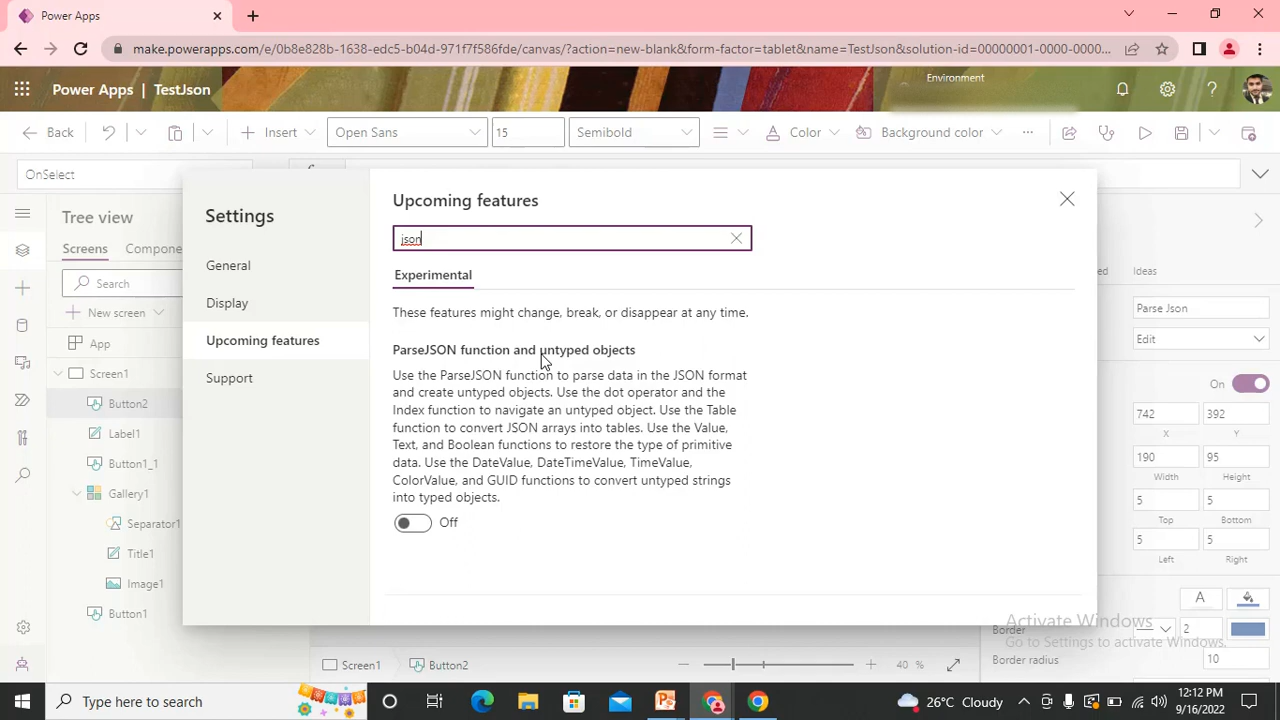 Power Apps
make.powerapps.com/e/0b8e828b-1638-edc5-b04d-971f7f586fde/canvas/?action=new-blank&form-factor=tablet&name=TestJson&solution-id=00000001-0000-0000...
Power Apps | TestJson
Environment
Back
Insert
Open Sans
15
Semibold
Color
Background color
OnSelect
Tree view
Screens
Compone
Search
New screen
App
Screen1
Button2
Label1
Button1_1
Gallery1
Separator1
Title1
Image1
Button1
Settings
General
Display
Upcoming features
Support
Upcoming features
json
Experimental
These features might change, break, or disappear at any time.
ParseJSON function and untyped objects
Use the ParseJSON function to parse data in the JSON format
and create untyped objects. Use the dot operator and the
Index function to navigate an untyped object. Use the Table
function to convert JSON arrays into tables. Use the Value,
Text, and Boolean functions to restore the type of primitive
data. Use the DateValue, DateTimeValue, TimeValue,
ColorValue, and GUID functions to convert untyped strings
into typed objects.
Off
Ideas
Parse Json
Edit
On
742
392
X
Y
190
95
Width
Height
5
5
Top
Bottom
5
5
Left
Right
A
Border
2
Border radius
10
Activate Windows
Go to Settings to activate Windows.
Screen1
Button2
40 %
Type here to search
26°C Cloudy
12:12 PM
9/16/2022